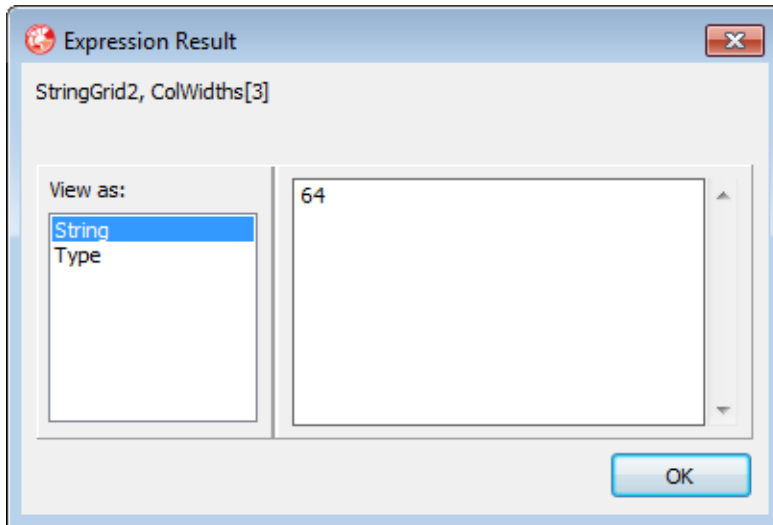 Expression Result
StringGrid2, ColWidths[3]
View as:
String
Type
64
OK